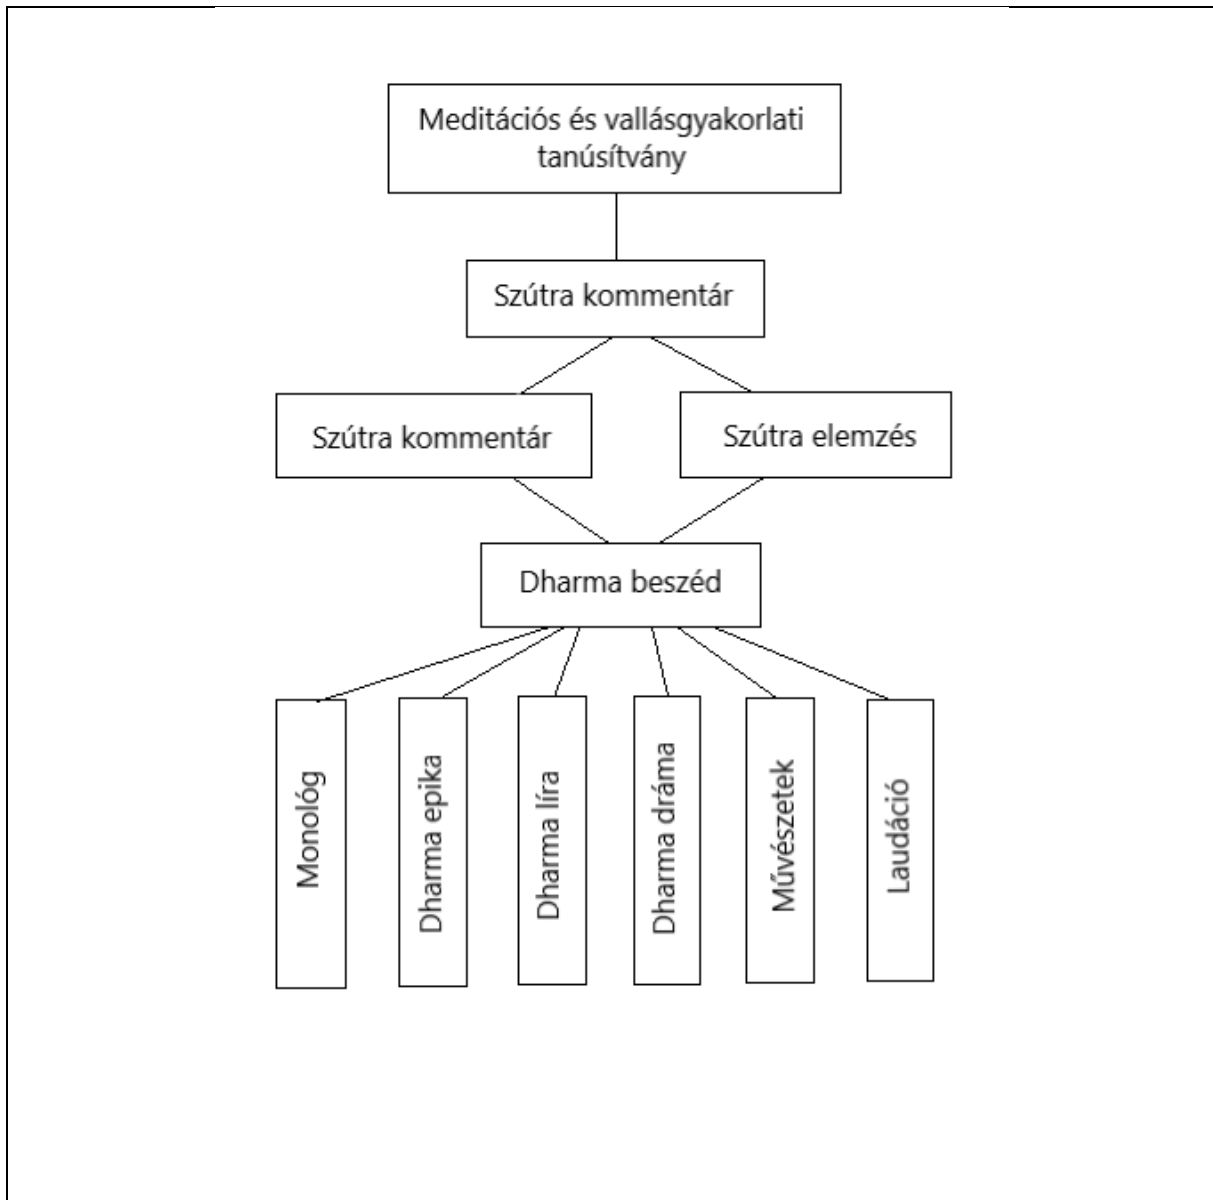 Meditációs és vallásgyakorlati
tanúsítvány
Szútra kommentár
Szútra kommentár
Szútra elemzés
Dharma beszéd
Monológ
Dharma epika
Dharma líra
Dharma dráma
Művészetek
Laudáció